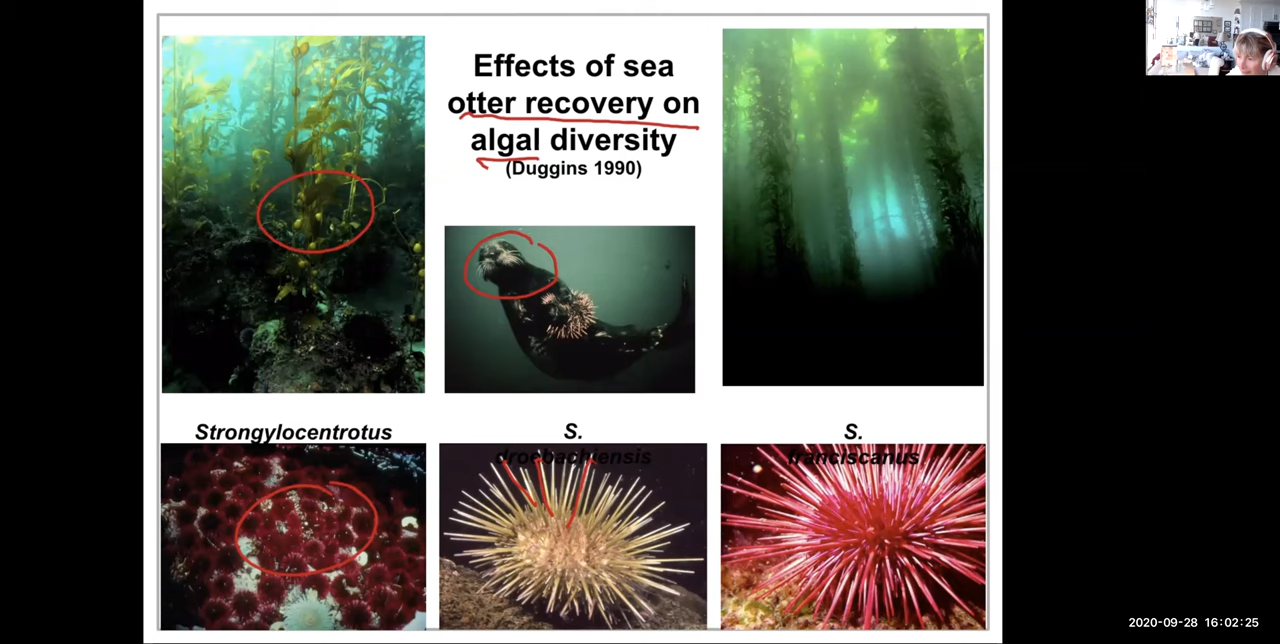 Effects of sea
otter recovery on
algal diversity
(Duggins 1990)
Strongylocentrotus
S.
droebachiensis
S.
franciscanus
2020-09-28 16:02:25